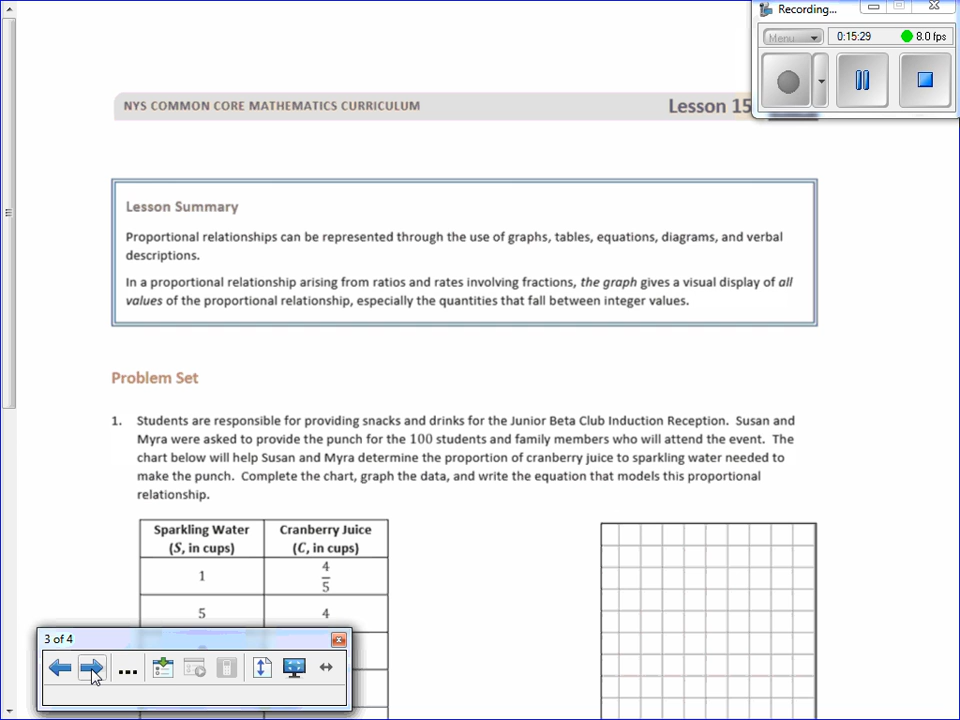 Recording...
Menu
0:15:29
8.0 fps
NYS COMMON CORE MATHEMATICS CURRICULUM
Lesson 15
Lesson Summary
Proportional relationships can be represented through the use of graphs, tables, equations, diagrams, and verbal
descriptions.
In a proportional relationship arising from ratios and rates involving fractions, the graph gives a visual display of all
values of the proportional relationship, especially the quantities that fall between integer values.
Problem Set
1. Students are responsible for providing snacks and drinks for the Junior Beta Club Induction Reception. Susan and
Myra were asked to provide the punch for the 100 students and family members who will attend the event. The
chart below will help Susan and Myra determine the proportion of cranberry juice to sparkling water needed to
make the punch. Complete the chart, graph the data, and write the equation that models this proportional
relationship.
Sparkling Water Cranberry Juice
(S, in cups) (C, in cups)
1 4/5
5 4
3 of 4